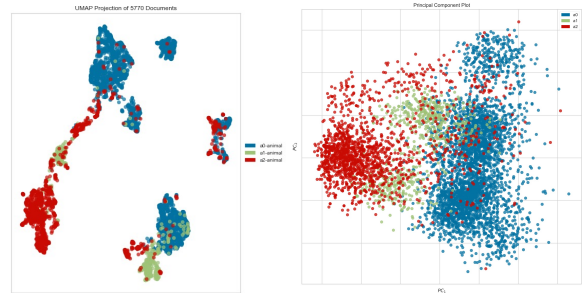 UMAP Projection of 5770 Documents
a0-animal
a1-animal
a2-animal
Principal Component Plot
a0
a1
a2
PC₂
PC₁